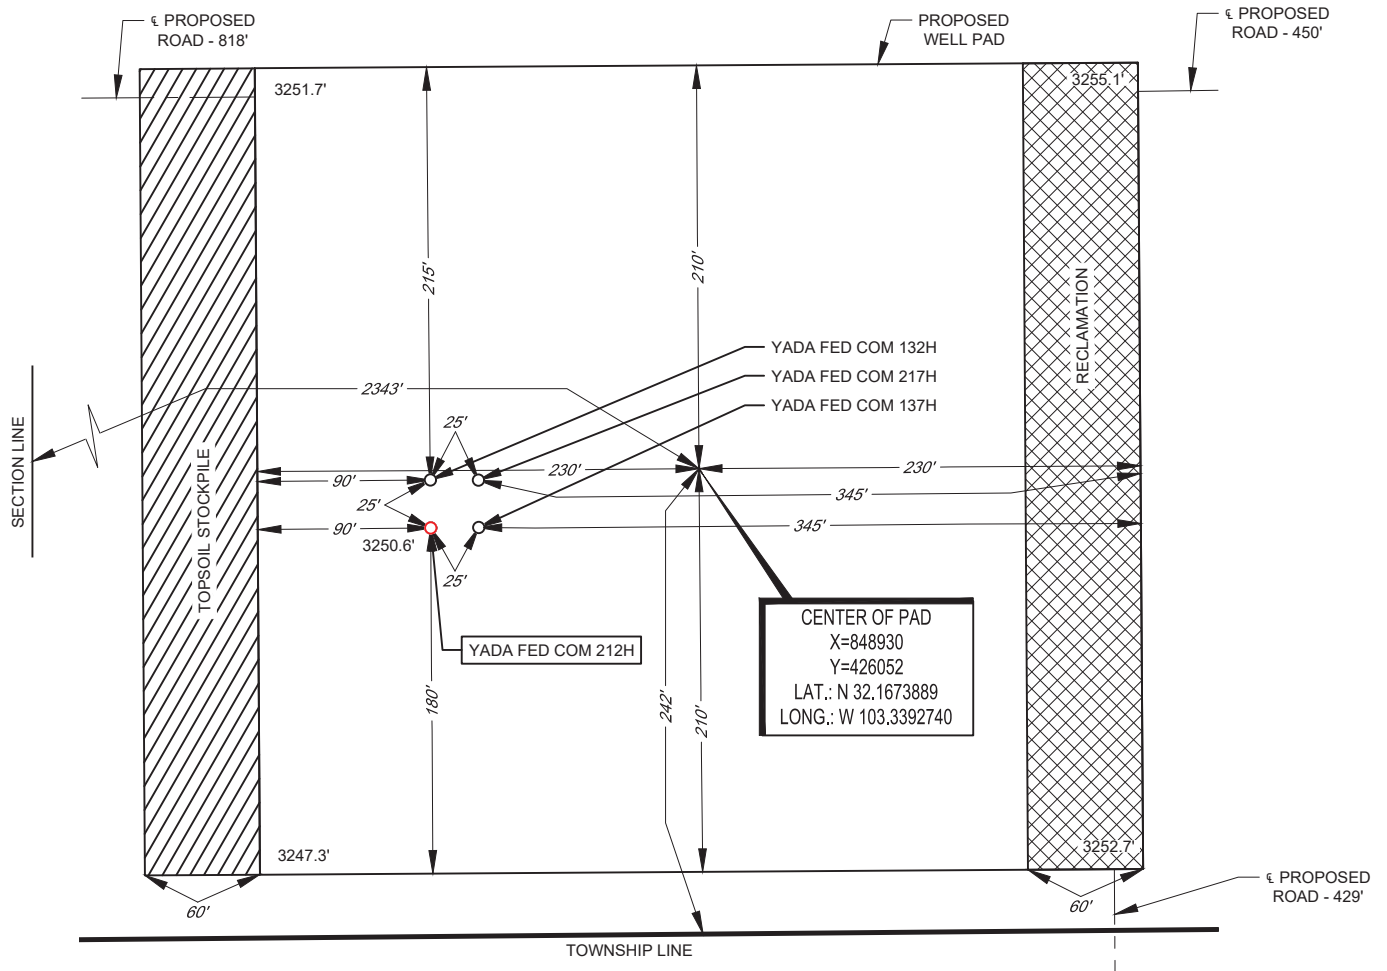 ℄ PROPOSED
ROAD - 818'
PROPOSED
WELL PAD
℄ PROPOSED
ROAD - 450'
3251.7'
3255.1'
215'
210'
RECLAMATION
YADA FED COM 132H
YADA FED COM 217H
YADA FED COM 137H
2343'
25'
SECTION LINE
TOPSOIL STOCKPILE
230'
230'
90'
345'
25'
90'
345'
3250.6'
25'
YADA FED COM 212H
CENTER OF PAD
X=848930
Y=426052
LAT.: N 32.1673889
LONG.: W 103.3392740
180'
242'
210'
3247.3'
3252.7'
60'
60'
℄ PROPOSED
ROAD - 429'
TOWNSHIP LINE